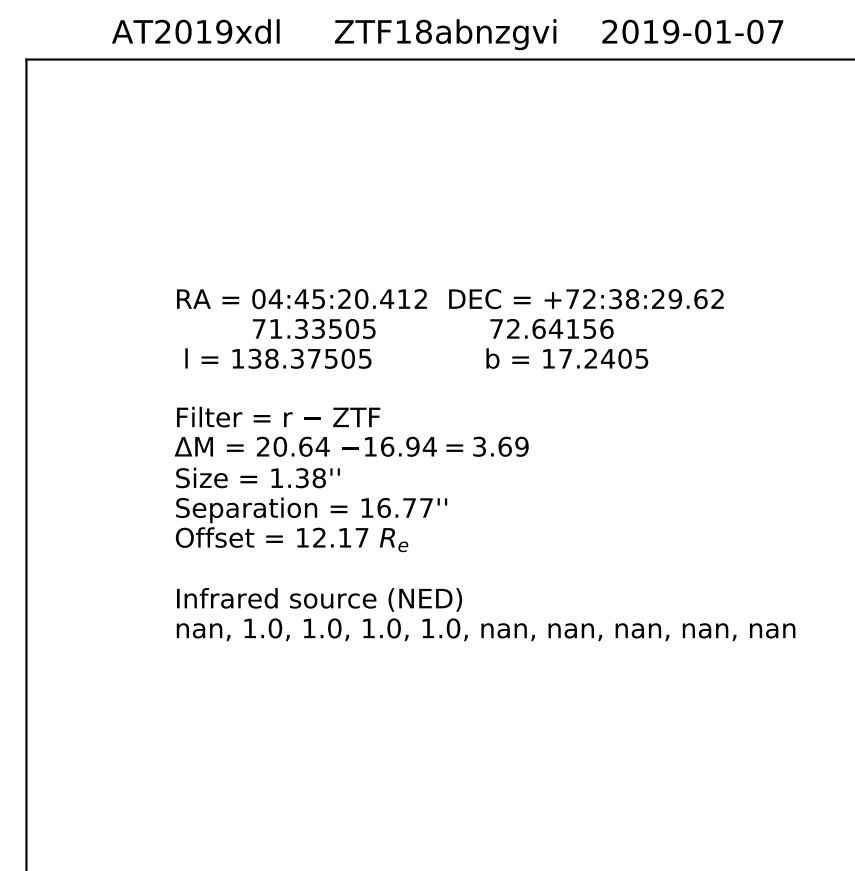 AT2019xdl ZTF18abnzgvi 2019-01-07
RA = 04:45:20.412 DEC = +72:38:29.62
71.33505 72.64156
l = 138.37505 b = 17.2405
Filter = r − ZTF
ΔM = 20.64 −16.94 = 3.69
Size = 1.38''
Separation = 16.77''
Offset = 12.17 Re
Infrared source (NED)
nan, 1.0, 1.0, 1.0, 1.0, nan, nan, nan, nan, nan